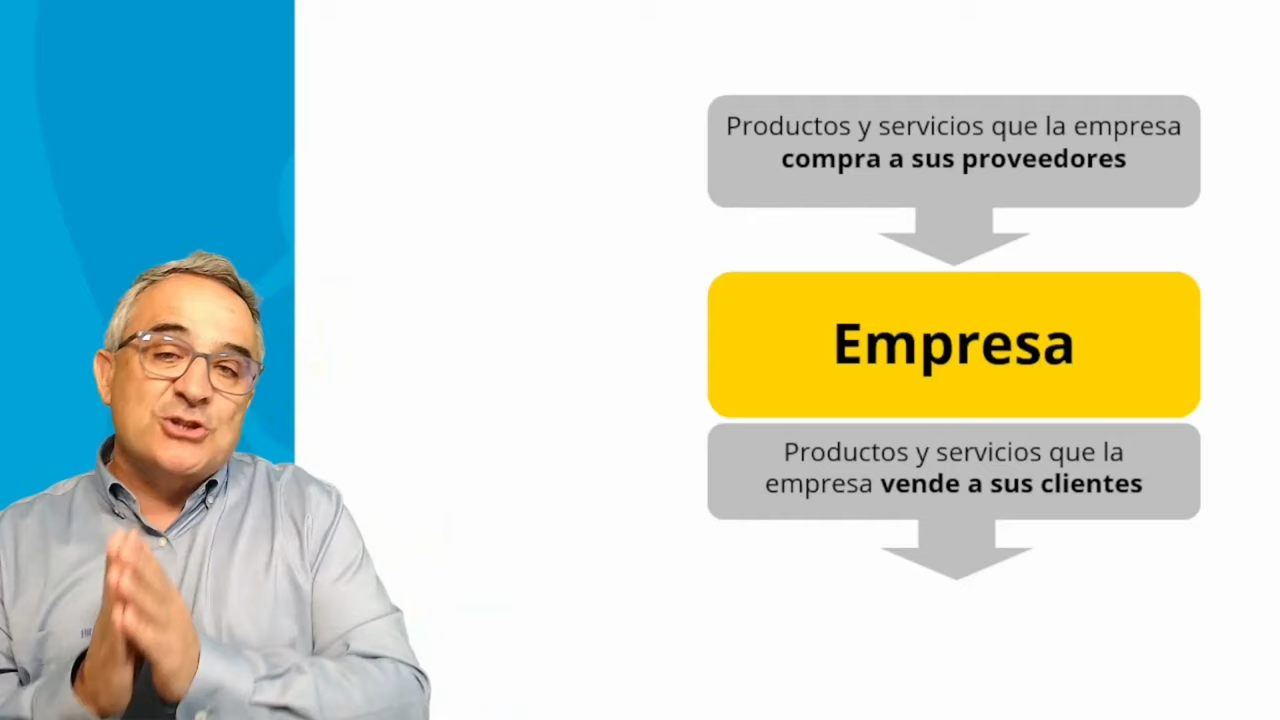 Productos y servicios que la empresa
compra a sus proveedores
Empresa
Productos y servicios que la
empresa vende a sus clientes